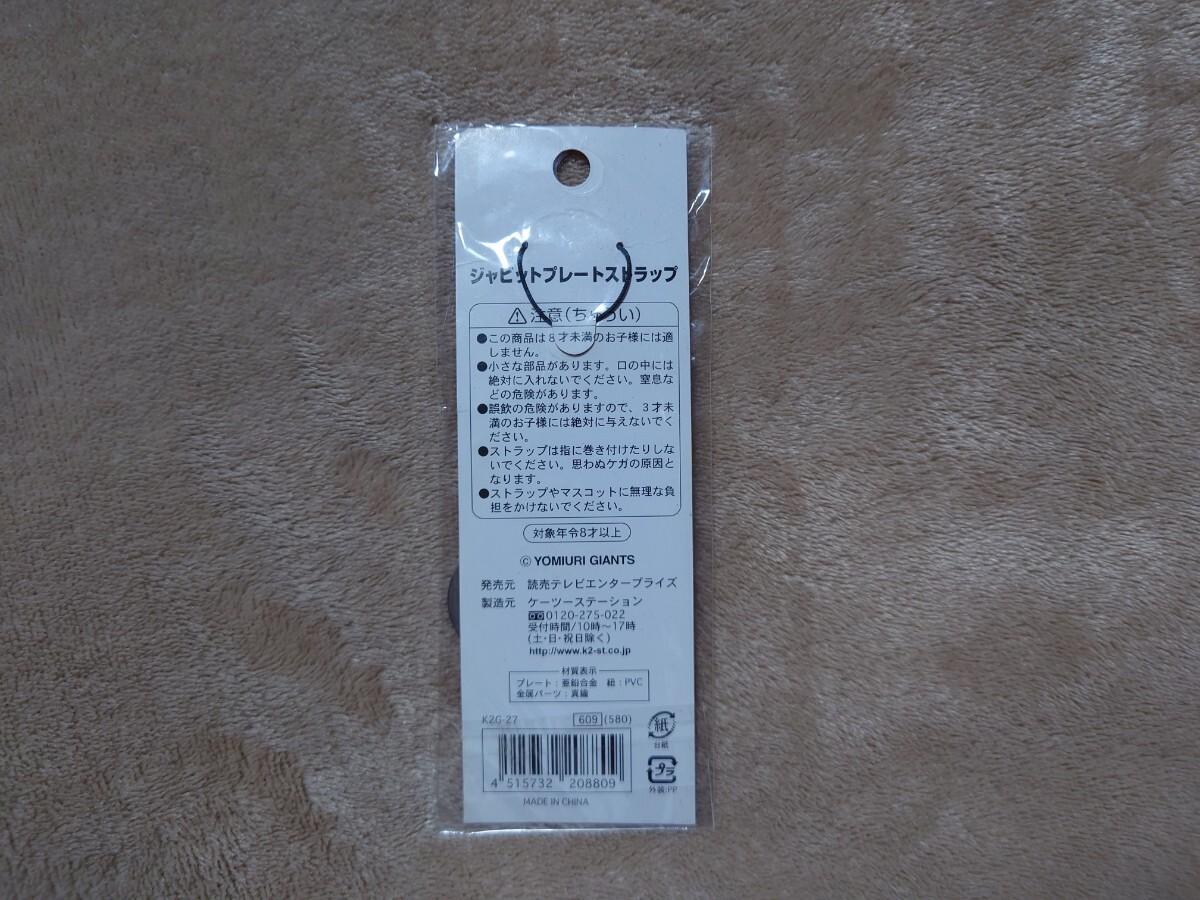 ジャビットプレートストラップ
⚠注意(ちゅうい)
●この商品は8才未満のお子様には適
しません。
●小さな部品があります。口の中には
絶対に入れないでください。窒息な
どの危険があります。
●誤飲の危険がありますので、3才未
満のお子様には絶対に与えないでく
ださい。
●ストラップは指に巻き付けたりしな
いでください。思わぬケガの原因と
なります。
●ストラップやマスコットに無理な負
担をかけないでください。
対象年令8才以上
© YOMIURI GIANTS
発売元 読売テレビエンタープライズ
製造元 ケーツーステーション
0120-275-022
受付時間/10時～17時
(土・日・祝日除く)
http://www.k2-st.co.jp
材質表示
プレート：亜鉛合金 紐：PVC
金属パーツ：真鍮
K2G-27 609 (580)
紙
台紙
4 515732 208809
プラ
外装:PP
MADE IN CHINA